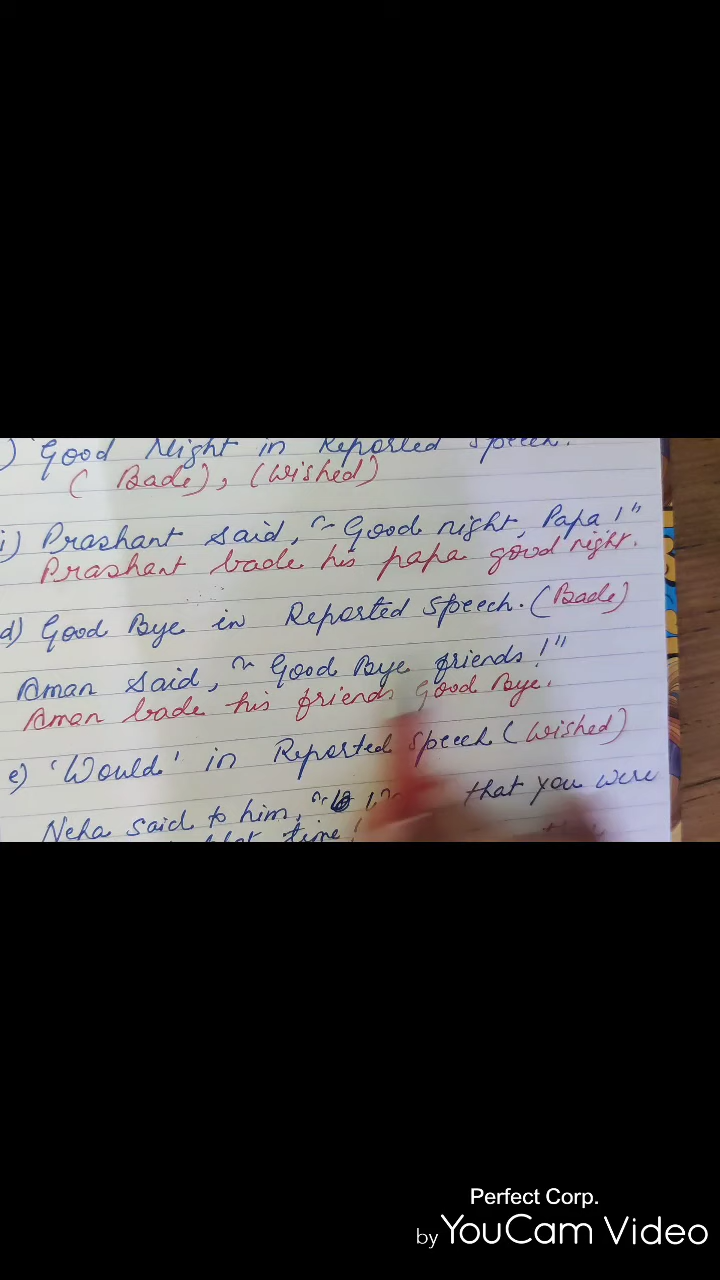 ) Good Night in Reported Speech.
( Bade), (wished)
i) Prashant said, "Good night, Papa!"
Prashant bade his papa good night.
d) Good Bye in Reported Speech. (Bade)
Aman said, "Good Bye friends!"
Aman bade his friends Good Bye.
e) 'Would' in Reported Speech (wished)
Neha said to him, " that you were
time!
Perfect Corp.
by YouCam Video